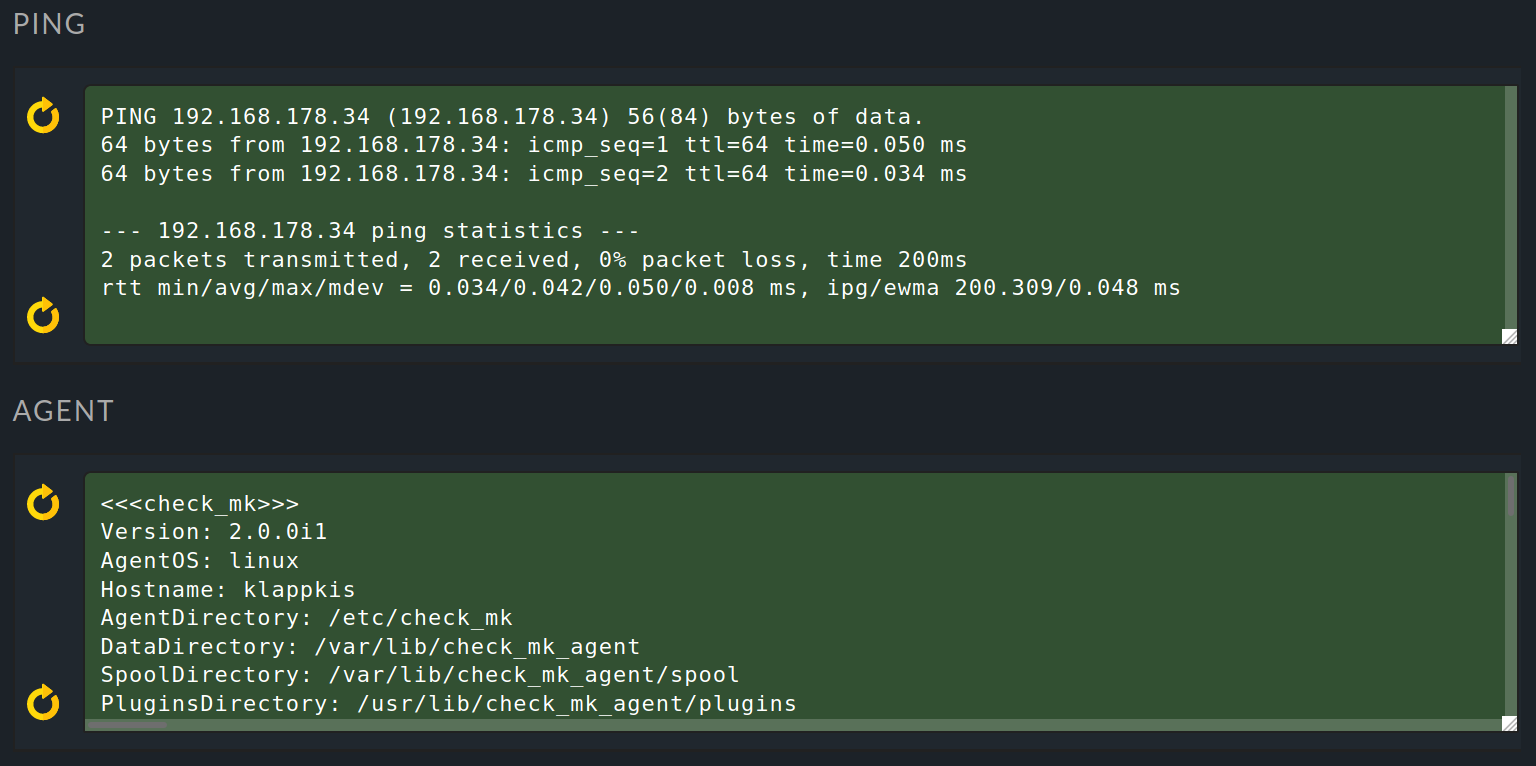 PING
PING 192.168.178.34 (192.168.178.34) 56(84) bytes of data.
64 bytes from 192.168.178.34: icmp_seq=1 ttl=64 time=0.050 ms
64 bytes from 192.168.178.34: icmp_seq=2 ttl=64 time=0.034 ms
--- 192.168.178.34 ping statistics ---
2 packets transmitted, 2 received, 0% packet loss, time 200ms
rtt min/avg/max/mdev = 0.034/0.042/0.050/0.008 ms, ipg/ewma 200.309/0.048 ms
AGENT
<<<check_mk>>>
Version: 2.0.0i1
AgentOS: linux
Hostname: klappkis
AgentDirectory: /etc/check_mk
DataDirectory: /var/lib/check_mk_agent
SpoolDirectory: /var/lib/check_mk_agent/spool
PluginsDirectory: /usr/lib/check_mk_agent/plugins